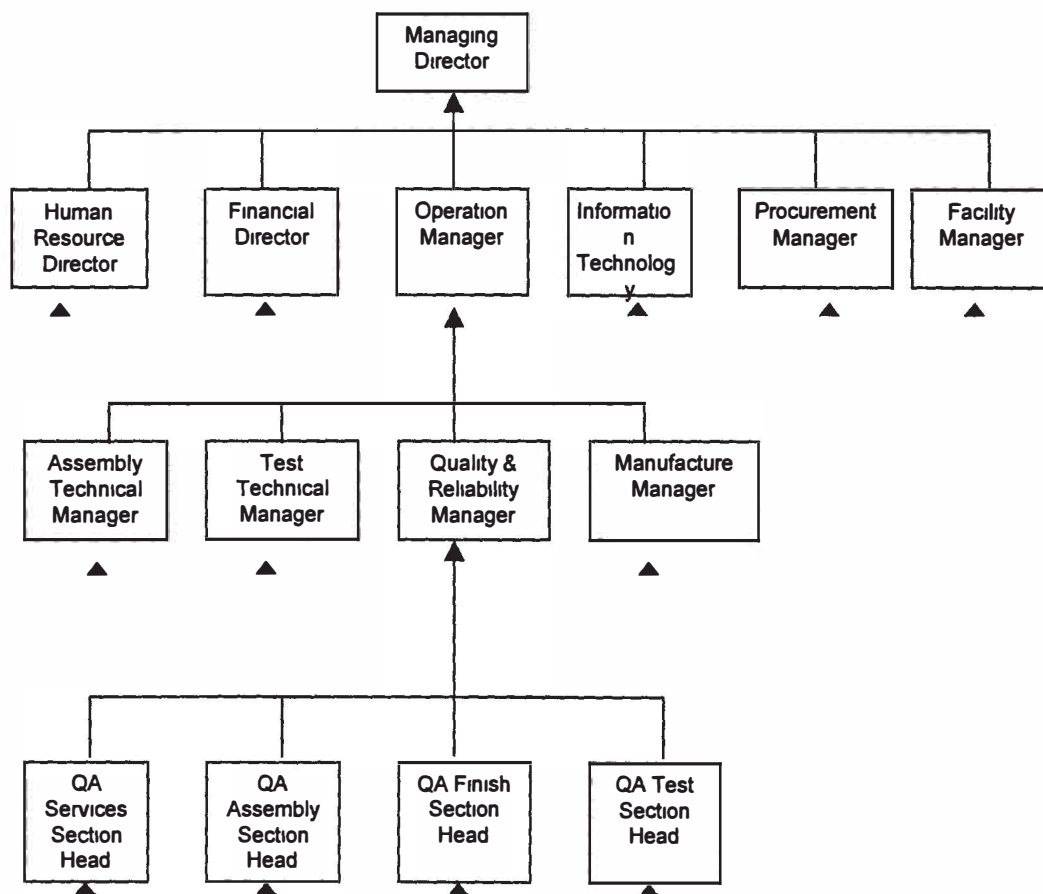 Managing
Director
Human
Resource
Director
Financial
Director
Operation
Manager
Informatio
n
Technolog
y
Procurement
Manager
Facility
Manager
Assembly
Technical
Manager
Test
Technical
Manager
Quality &
Reliability
Manager
Manufacture
Manager
QA
Services
Section
Head
QA
Assembly
Section
Head
QA Finish
Section
Head
QA Test
Section
Head